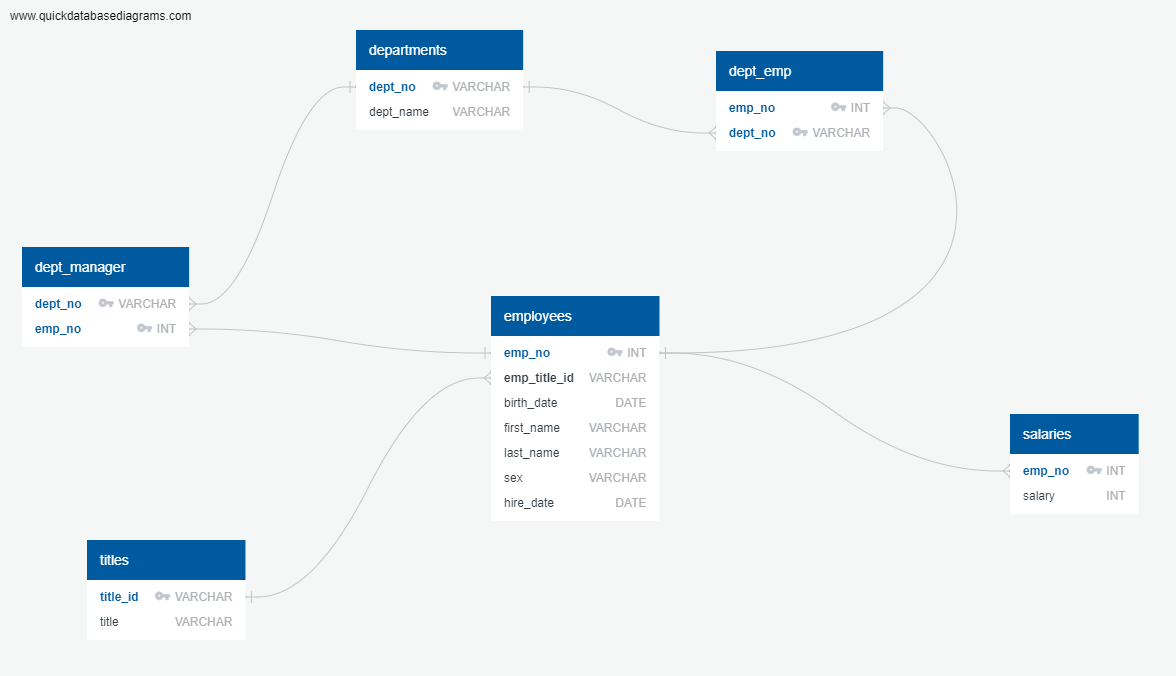 www.quickdatabasediagrams.com
departments
dept_no VARCHAR
dept_name VARCHAR
dept_emp
emp_no INT
dept_no VARCHAR
dept_manager
dept_no VARCHAR
emp_no INT
employees
emp_no INT
emp_title_id VARCHAR
birth_date DATE
first_name VARCHAR
last_name VARCHAR
sex VARCHAR
hire_date DATE
salaries
emp_no INT
salary INT
titles
title_id VARCHAR
title VARCHAR